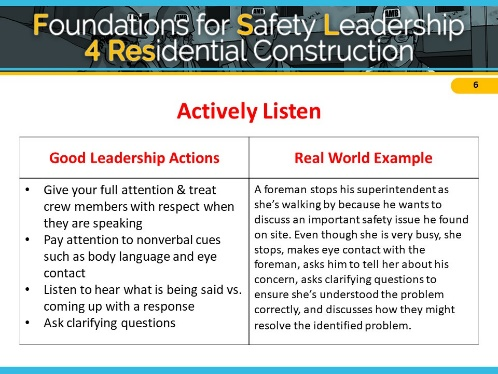 Foundations for Safety Leadership
4 Residential Construction
6
Actively Listen
Good Leadership Actions
Real World Example
• Give your full attention & treat
crew members with respect when
they are speaking
• Pay attention to nonverbal cues
such as body language and eye
contact
• Listen to hear what is being said vs.
coming up with a response
• Ask clarifying questions
A foreman stops his superintendent as
she's walking by because he wants to
discuss an important safety issue he found
on site. Even though she is very busy, she
stops, makes eye contact with the
foreman, asks him to tell her about his
concern, asks clarifying questions to
ensure she's understood the problem
correctly, and discusses how they might
resolve the identified problem.